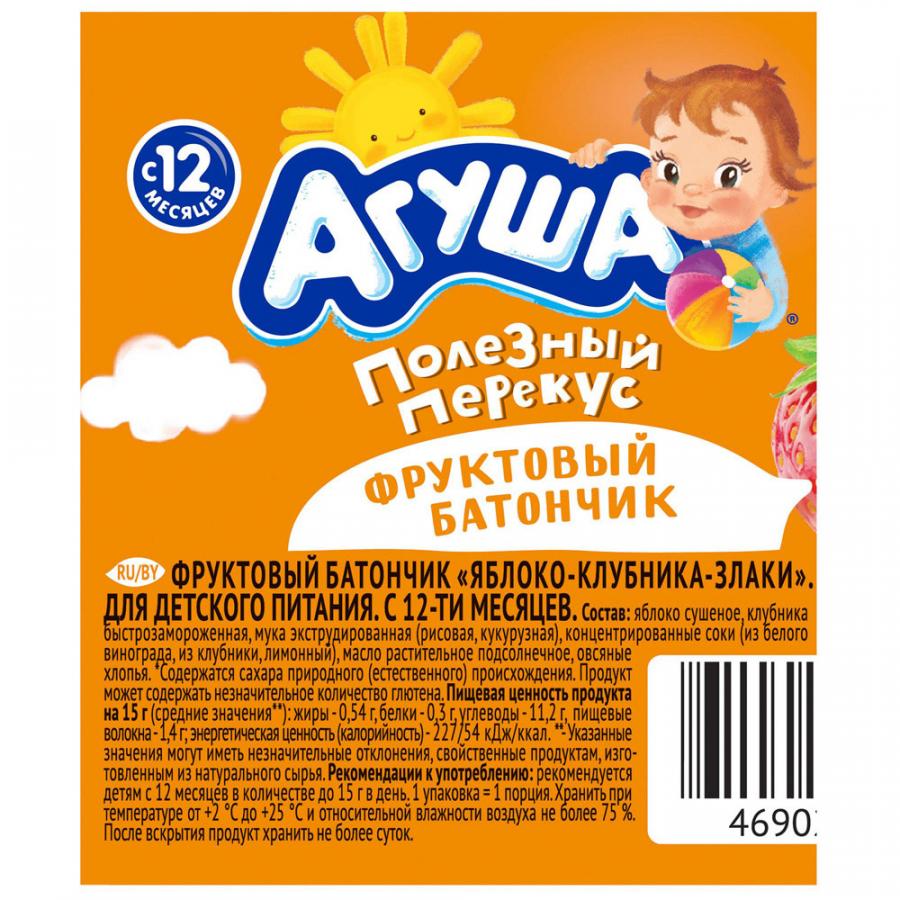 с 12
месяцев
АГУША
®
Полезный
перекус
ФРУКТОВЫЙ
БАТОНЧИК
RU/BY ФРУКТОВЫЙ БАТОНЧИК «ЯБЛОКО-КЛУБНИКА-ЗЛАКИ».
ДЛЯ ДЕТСКОГО ПИТАНИЯ. С 12-ТИ МЕСЯЦЕВ. Состав: яблоко сушеное, клубника
быстрозамороженная, мука экструдированная (рисовая, кукурузная), концентрированные соки (из белого
винограда, из клубники, лимонный), масло растительное подсолнечное, овсяные
хлопья. *Содержатся сахара природного (естественного) происхождения. Продукт
может содержать незначительное количество глютена. Пищевая ценность продукта
на 15 г (средние значения**): жиры - 0,54 г, белки - 0,3 г, углеводы - 11,2 г, пищевые
волокна - 1,4 г; энергетическая ценность (калорийность) - 227/54 кДж/ккал. **- Указанные
значения могут иметь незначительные отклонения, свойственные продуктам, изго-
товленным из натурального сырья. Рекомендации к употреблению: рекомендуется
детям с 12 месяцев в количестве до 15 г в день. 1 упаковка = 1 порция. Хранить при
температуре от +2 °C до +25 °C и относительной влажности воздуха не более 75 %.
После вскрытия продукт хранить не более суток.
4690